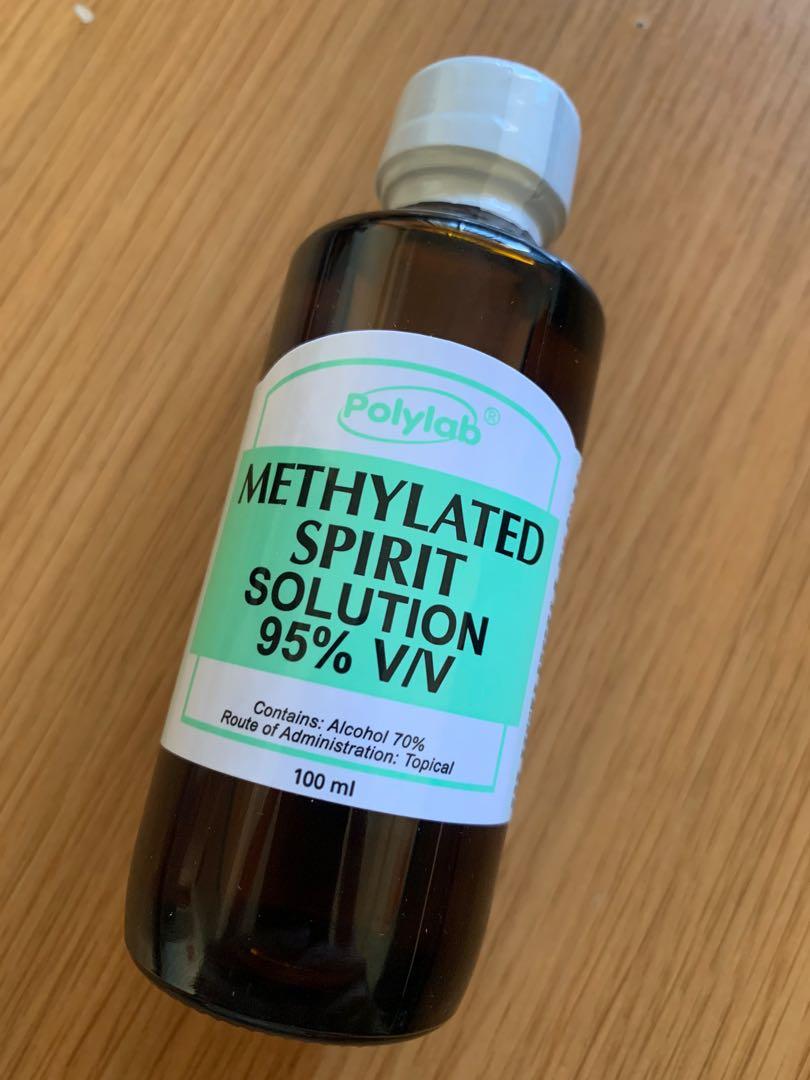 Polylab®
METHYLATED
SPIRIT
SOLUTION
95% V/V
Contains: Alcohol 70%
Route of Administration: Topical
100 ml